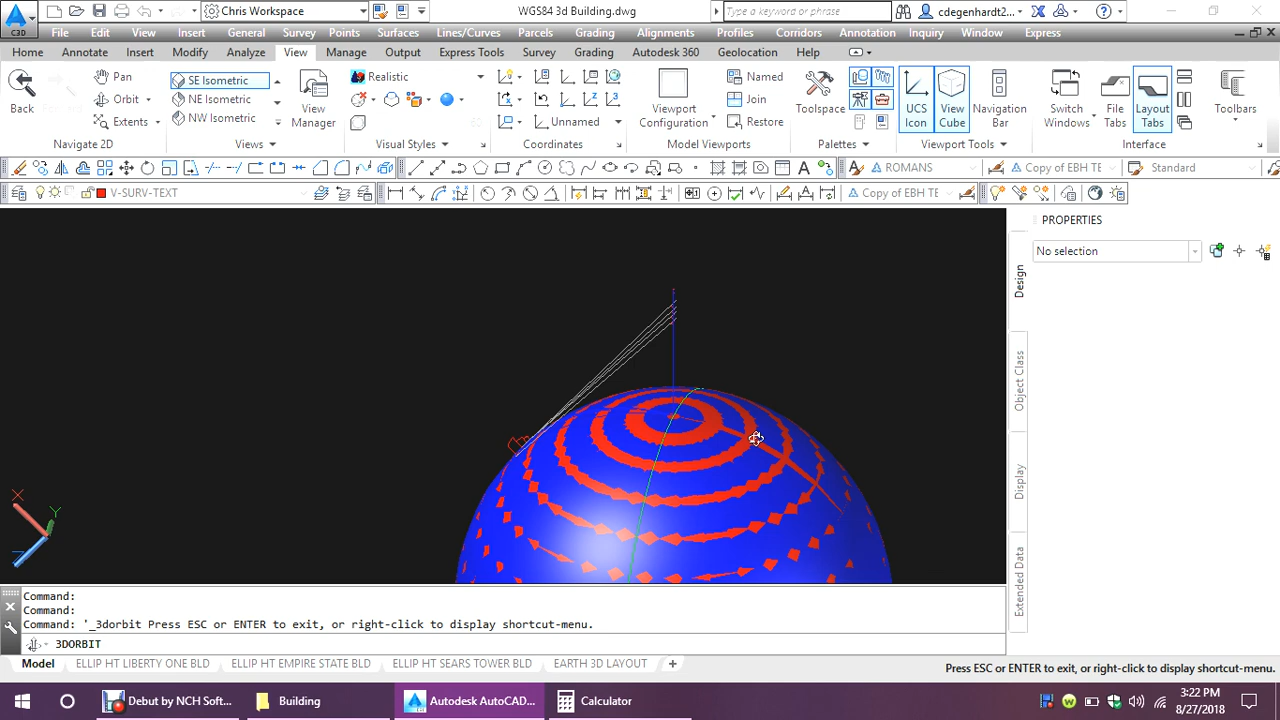 Chris Workspace WGS84 3d Building.dwg Type a keyword or phrase cdegenhardt2...
C3D
File Edit View Insert General Survey Points Surfaces Lines/Curves Parcels Grading Alignments Profiles Corridors Annotation Inquiry Window Express
Home Annotate Insert Modify Analyze View Manage Output Express Tools Survey Grading Autodesk 360 Geolocation Help
Pan SE Isometric Realistic Named
Back Orbit NE Isometric View Manager Viewport Configuration Join Toolspace UCS Icon View Cube Navigation Bar Switch Windows File Tabs Layout Tabs Toolbars
Extents NW Isometric Unnamed Restore
Navigate 2D Views Visual Styles Coordinates Model Viewports Palettes Viewport Tools Interface
ROMANS Copy of EBH TE Standard
V-SURV-TEXT Copy of EBH TE
PROPERTIES
No selection
Design
Object Class
Display
Extended Data
X
Y
Command:
Command:
Command: '_3dorbit Press ESC or ENTER to exit, or right-click to display shortcut-menu.
3DORBIT
Model ELLIP HT LIBERTY ONE BLD ELLIP HT EMPIRE STATE BLD ELLIP HT SEARS TOWER BLD EARTH 3D LAYOUT +
Press ESC or ENTER to exit, or right-click to display shortcut-menu.
Debut by NCH Soft... Building Autodesk AutoCAD... Calculator
3:22 PM
8/27/2018